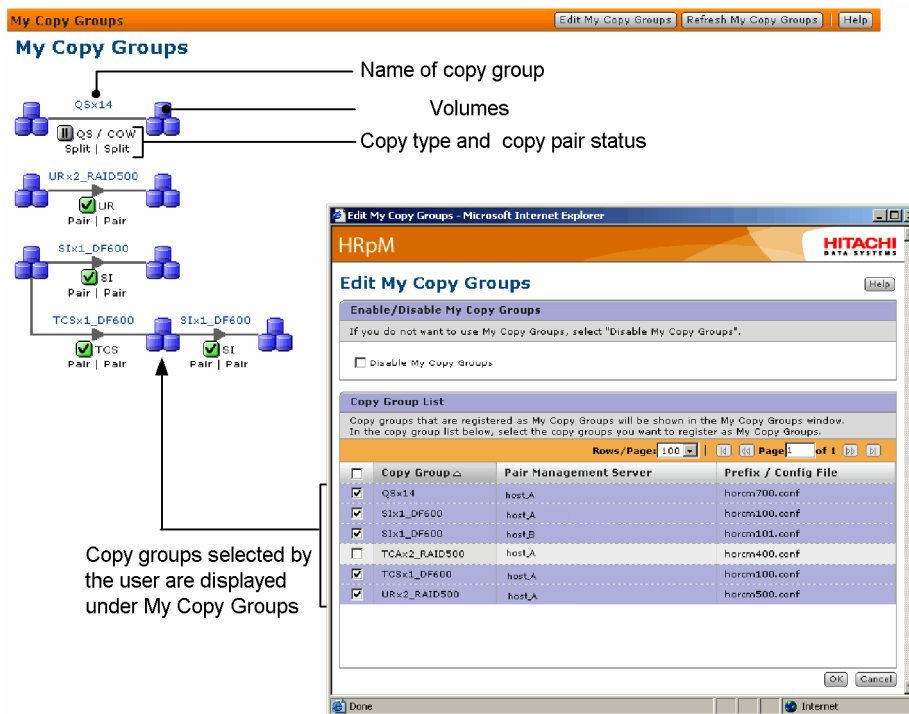 My Copy Groups
Edit My Copy Groups Refresh My Copy Groups | Help
My Copy Groups
Name of copy group
QSx14
Volumes
QS / COW
Split | Split
Copy type and copy pair status
URx2_RAID500
UR
Pair | Pair
SIx1_DF600
SI
Pair | Pair
TCSx1_DF600 SIx1_DF600
TCS SI
Pair | Pair Pair | Pair
Copy groups selected by
the user are displayed
under My Copy Groups
Edit My Copy Groups - Microsoft Internet Explorer
HRpM
HITACHI
DATA SYSTEMS
Edit My Copy Groups
Help
Enable/Disable My Copy Groups
If you do not want to use My Copy Groups, select "Disable My Copy Groups".
Disable My Copy Groups
Copy Group List
Copy groups that are registered as My Copy Groups will be shown in the My Copy Groups window.
In the copy group list below, select the copy groups you want to register as My Copy Groups.
Rows/Page: 100 | Page 1 of 1
Copy Group Pair Management Server Prefix / Config File
QSx14 host_A horcm700.conf
SIx1_DF600 host_A horcm100.conf
SIx1_DF600 host_B horcm101.conf
TCAx2_RAID500 host_A horcm400.conf
TCSx1_DF600 host_A horcm100.conf
URx2_RAID500 host_A horcm500.conf
OK Cancel
Done Internet